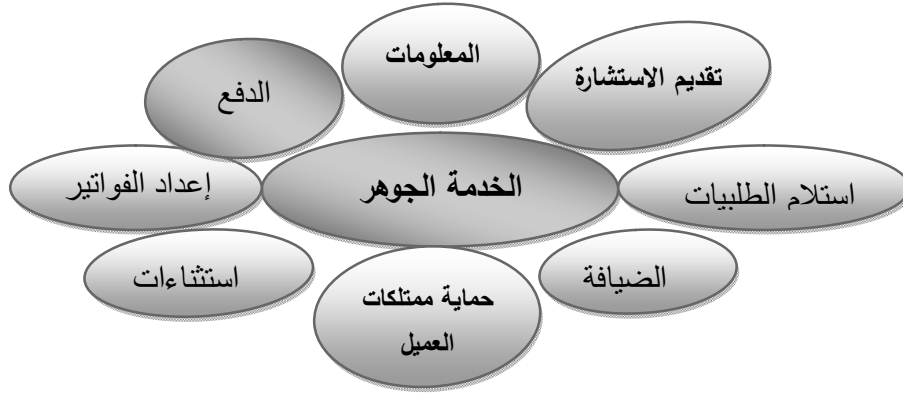 المعلومات
تقديم الاستشارة
الدفع
الخدمة الجوهر
استلام الطلبيات
إعداد الفواتير
الضيافة
استثناءات
حماية ممتلكات
العميل